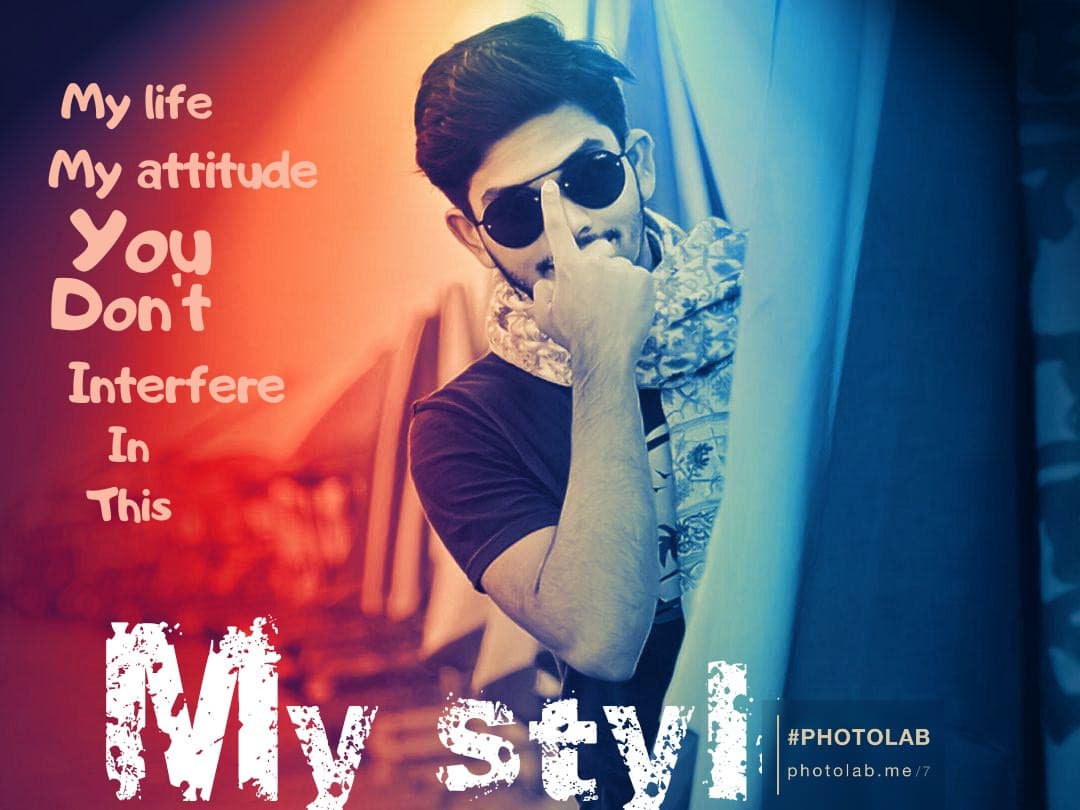 My life
My attitude
You
Don't
Interfere
In
This
My styl
#PHOTOLAB
photolab.me/7